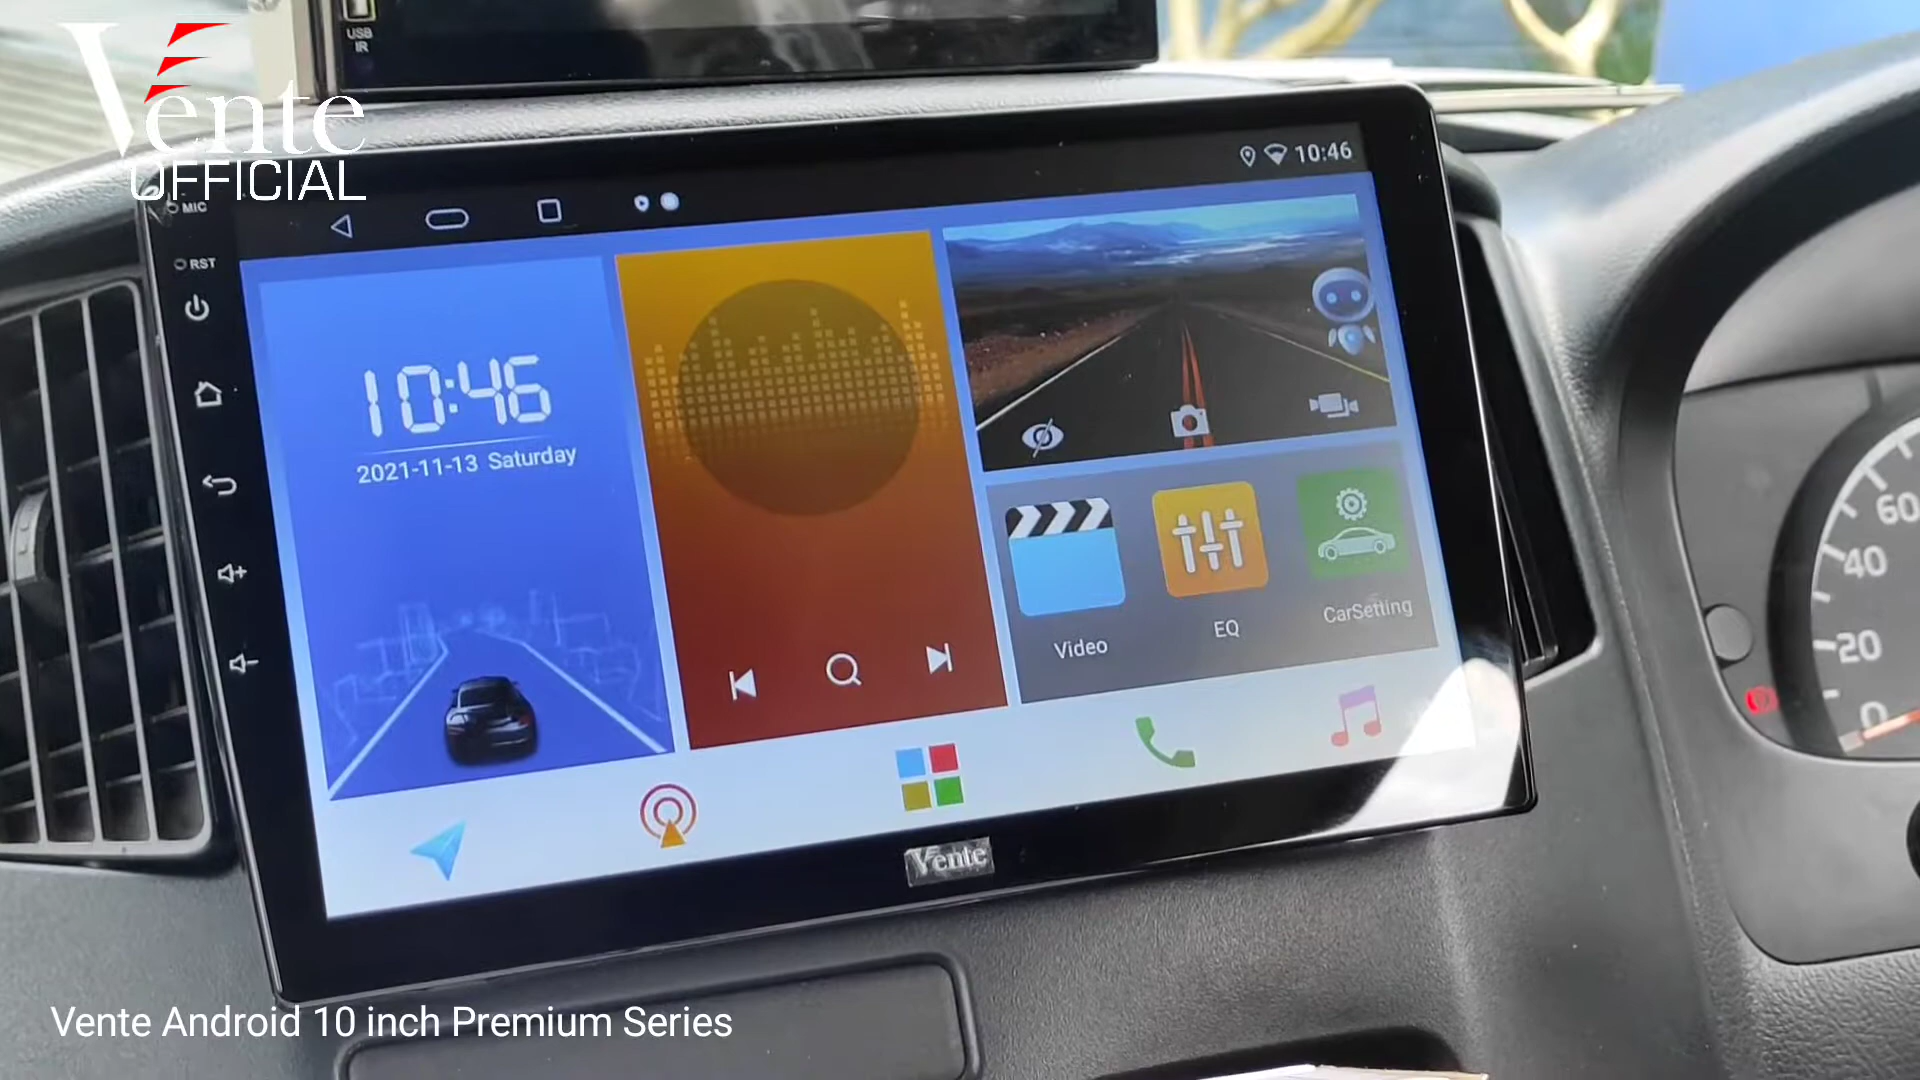 USB
IR
Vente
OFFICIAL
MIC
RST
10:46
10:46
2021-11-13 Saturday
Video
EQ
CarSetting
Vente
60
40
20
0
Vente Android 10 inch Premium Series